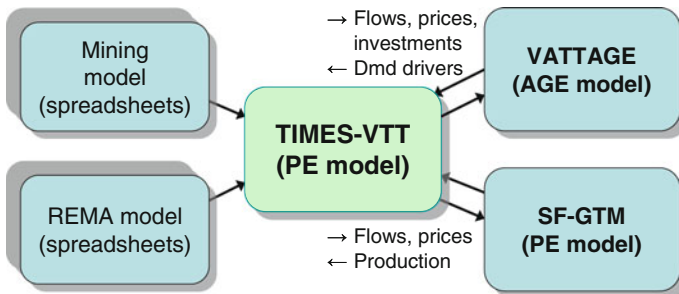 Mining
model
(spreadsheets)
→ Flows, prices,
investments
← Dmd drivers
VATTAGE
(AGE model)
TIMES-VTT
(PE model)
REMA model
(spreadsheets)
→ Flows, prices
← Production
SF-GTM
(PE model)